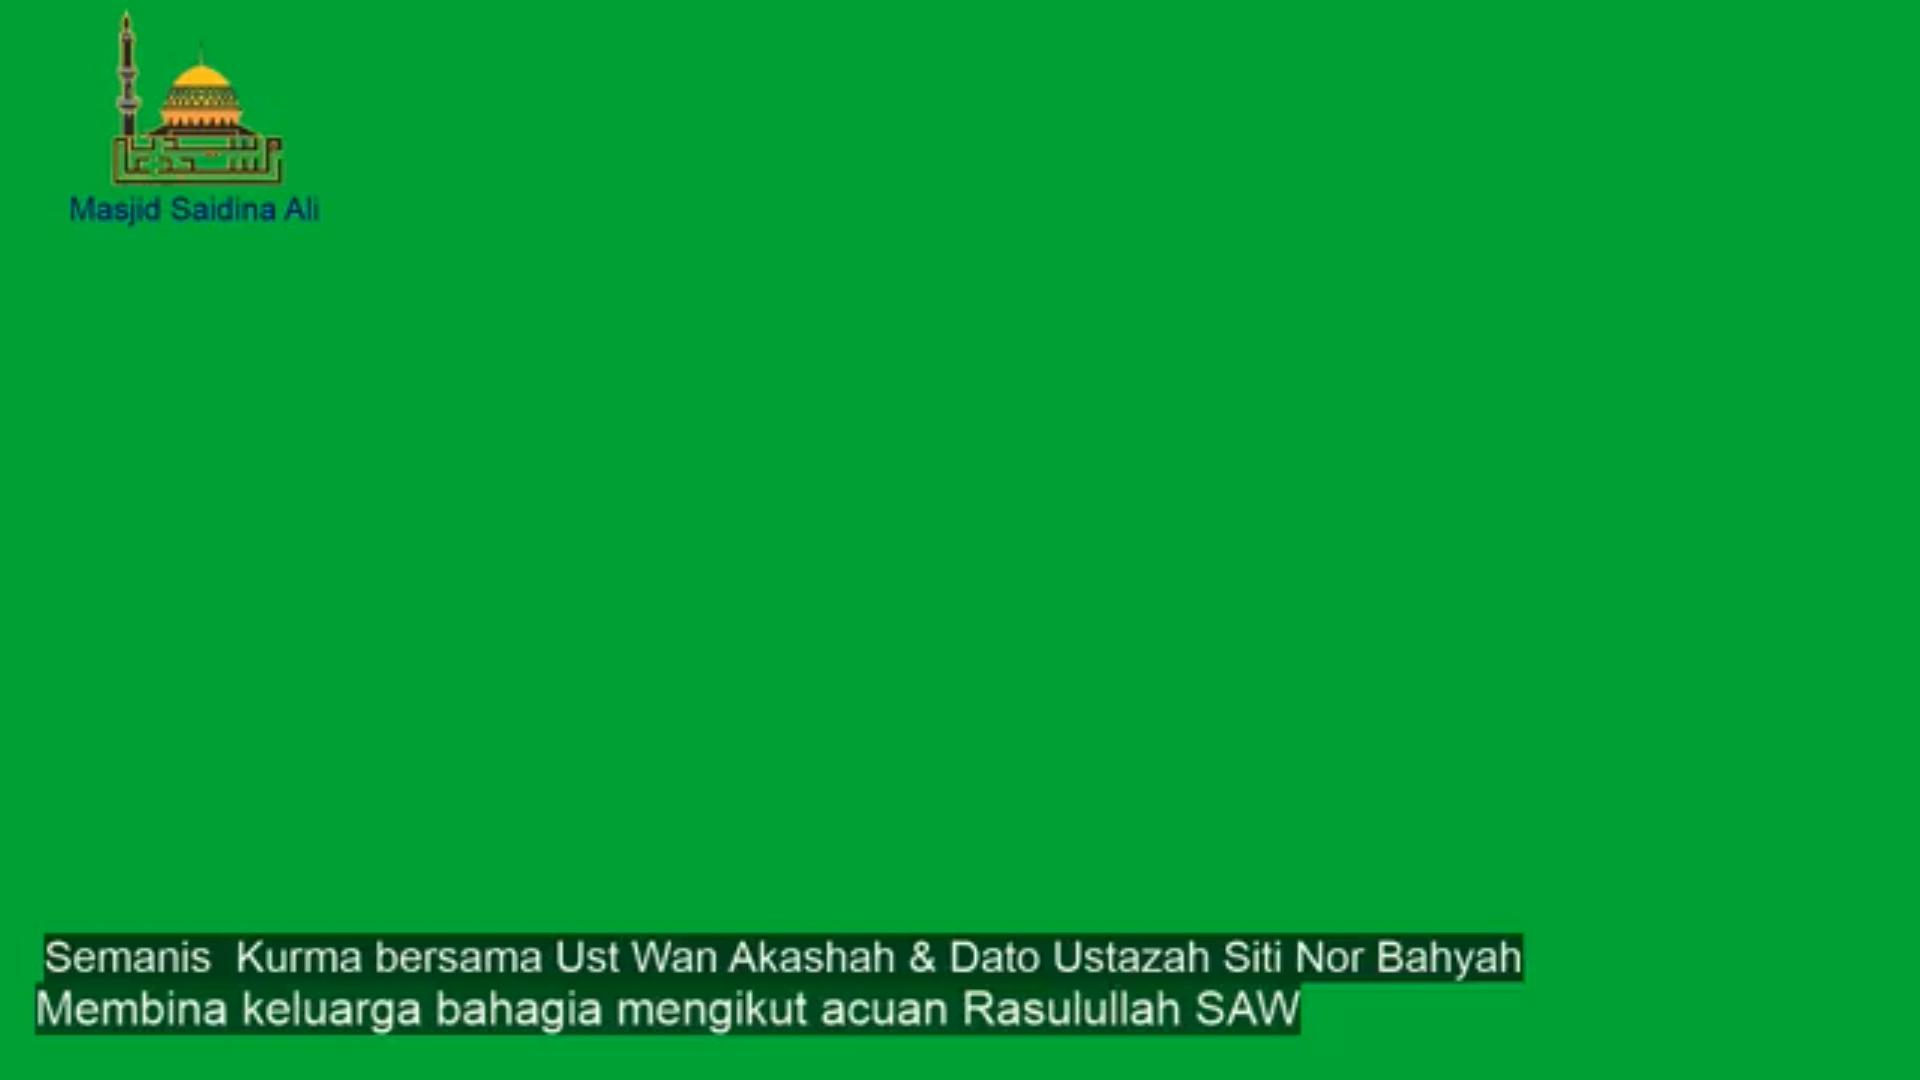 Masjid Saidina Ali
Semanis Kurma bersama Ust Wan Akashah & Dato Ustazah Siti Nor Bahyah
Membina keluarga bahagia mengikut acuan Rasulullah SAW